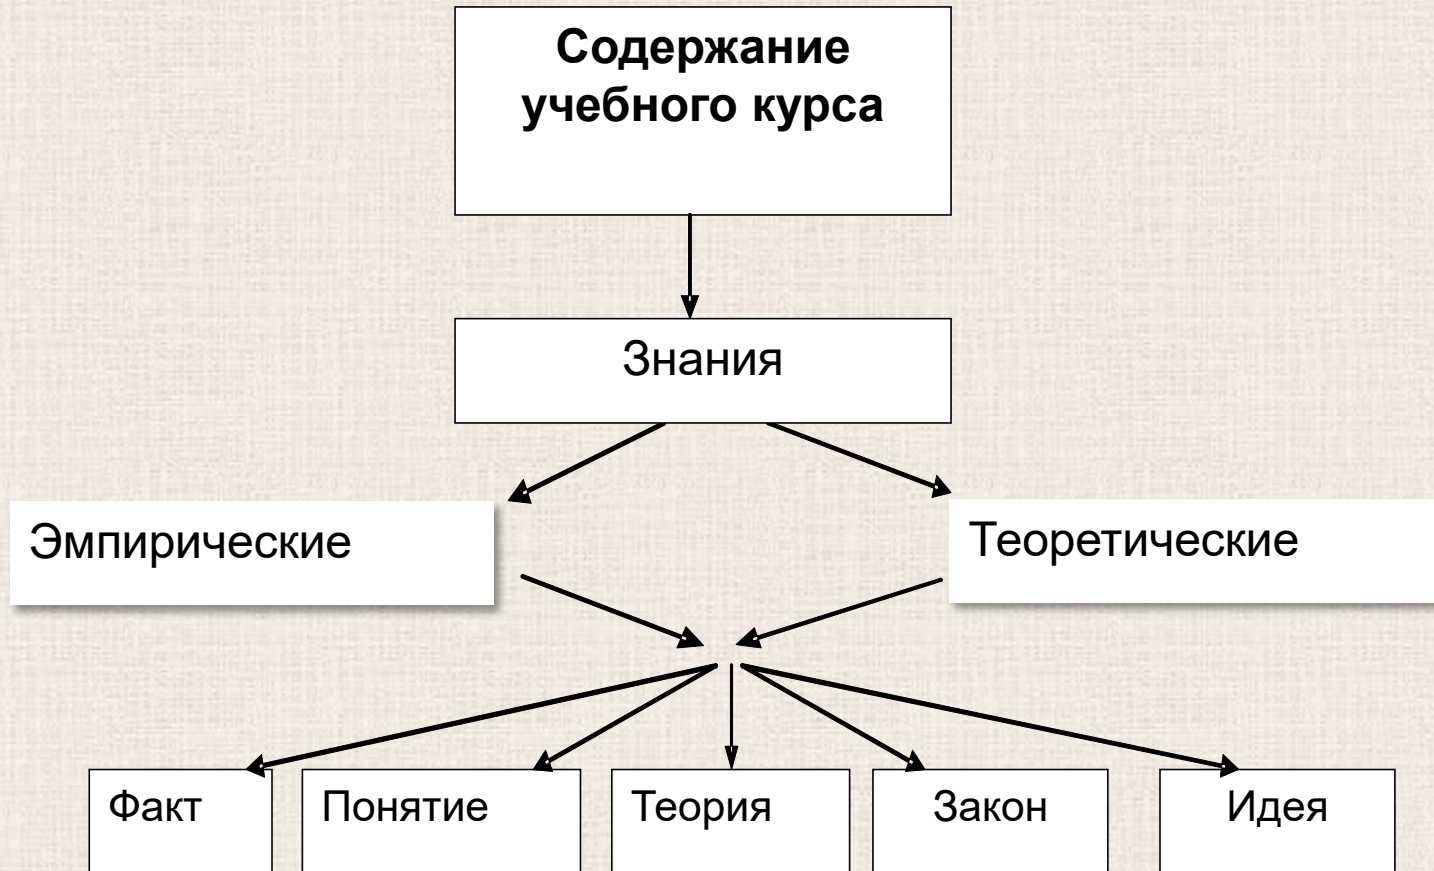 Содержание
учебного курса
Знания
Эмпирические
Теоретические
Факт
Понятие
Теория
Закон
Идея